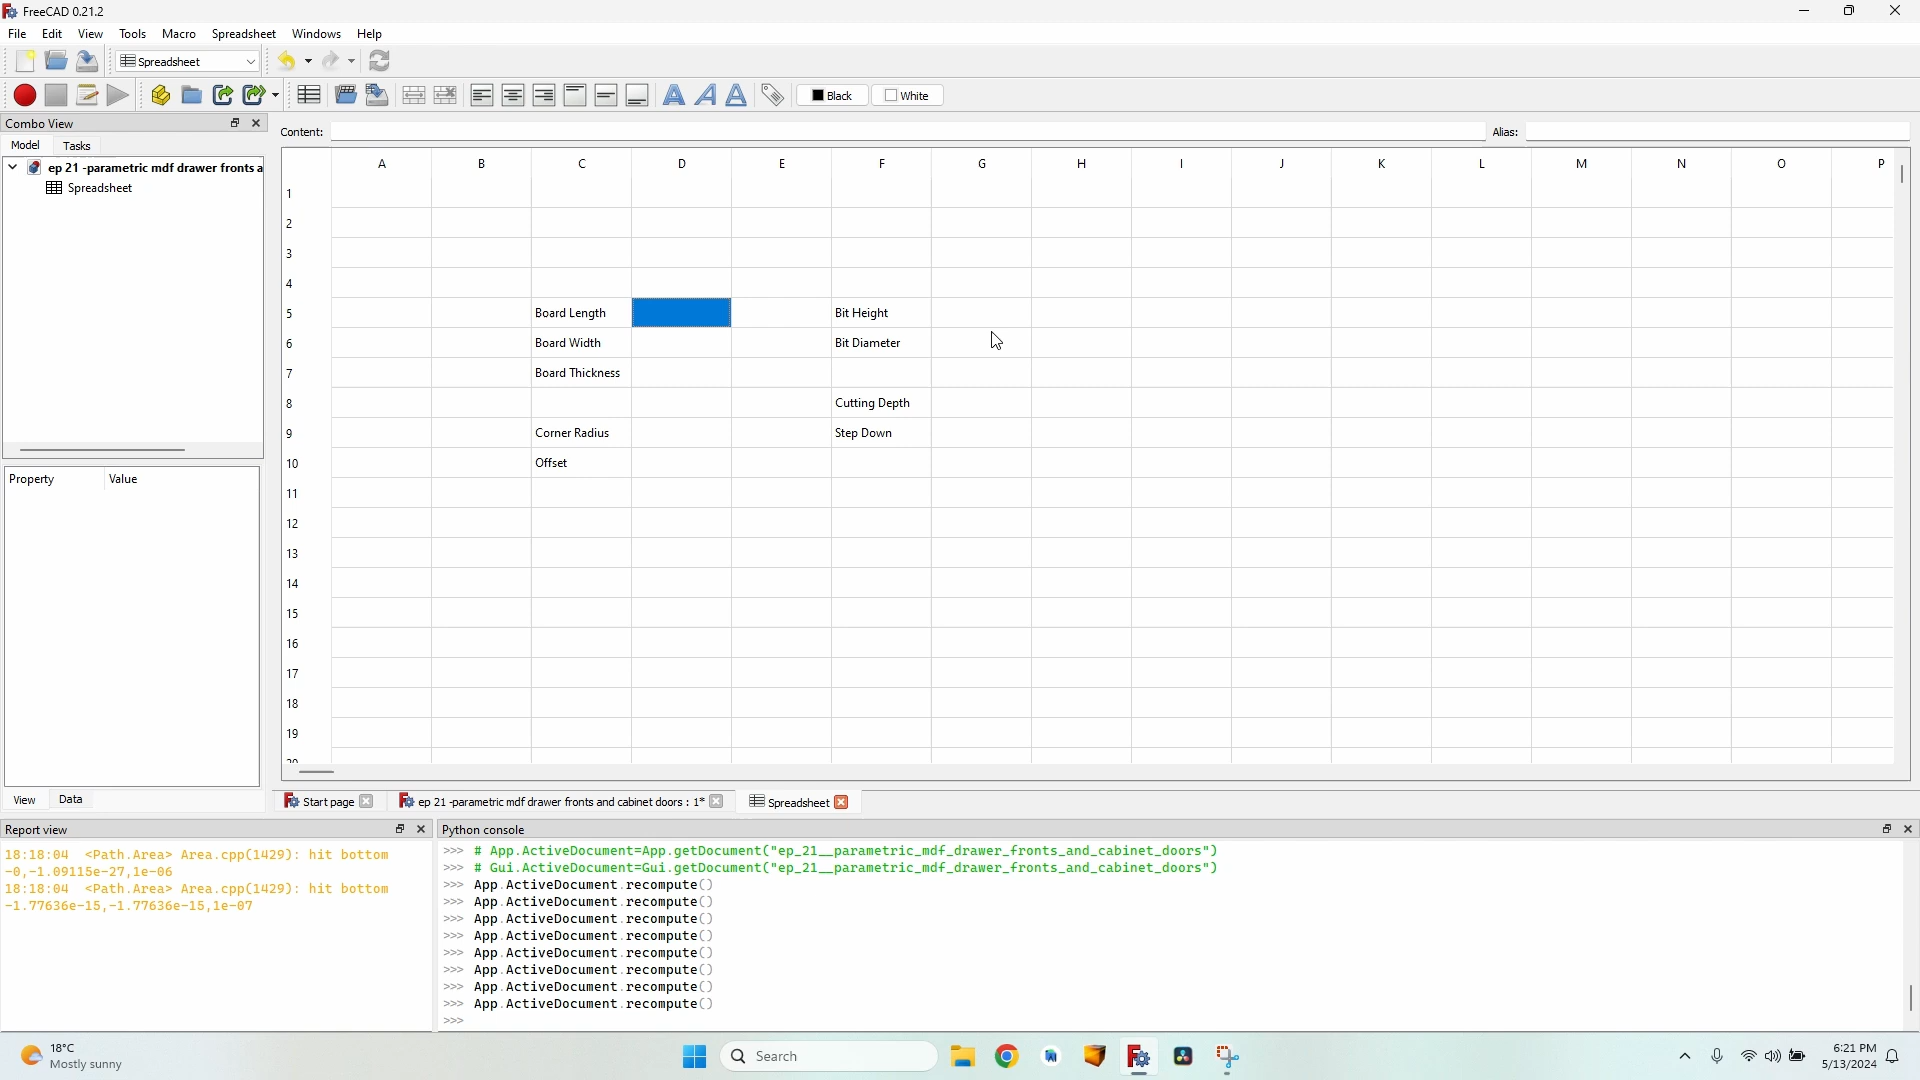 FreeCAD 0.21.2
File Edit View Tools Macro Spreadsheet Windows Help
Spreadsheet
Black White
Combo View
Content: Alias:
Model Tasks
ep 21 -parametric mdf drawer fronts a
Spreadsheet
A B C D E F G H I J K L M N O P
1
2
3
4
5 Board Length Bit Height
6 Board Width Bit Diameter
7 Board Thickness
8 Cutting Depth
9 Corner Radius Step Down
10 Offset
11
12
13
14
15
16
17
18
19
20
Property Value
View Data
Start page ep 21 -parametric mdf drawer fronts and cabinet doors : 1* Spreadsheet
Report view
18:18:04 <Path.Area> Area.cpp(1429): hit bottom
-0,-1.09115e-27,1e-06
18:18:04 <Path.Area> Area.cpp(1429): hit bottom
-1.77636e-15,-1.77636e-15,1e-07
Python console
>>> # App.ActiveDocument=App.getDocument("ep_21__parametric_mdf_drawer_fronts_and_cabinet_doors")
>>> # Gui.ActiveDocument=Gui.getDocument("ep_21__parametric_mdf_drawer_fronts_and_cabinet_doors")
>>> App.ActiveDocument.recompute()
>>> App.ActiveDocument.recompute()
>>> App.ActiveDocument.recompute()
>>> App.ActiveDocument.recompute()
>>> App.ActiveDocument.recompute()
>>> App.ActiveDocument.recompute()
>>> App.ActiveDocument.recompute()
>>> App.ActiveDocument.recompute()
>>>
18°C
Mostly sunny
Search
6:21 PM
5/13/2024